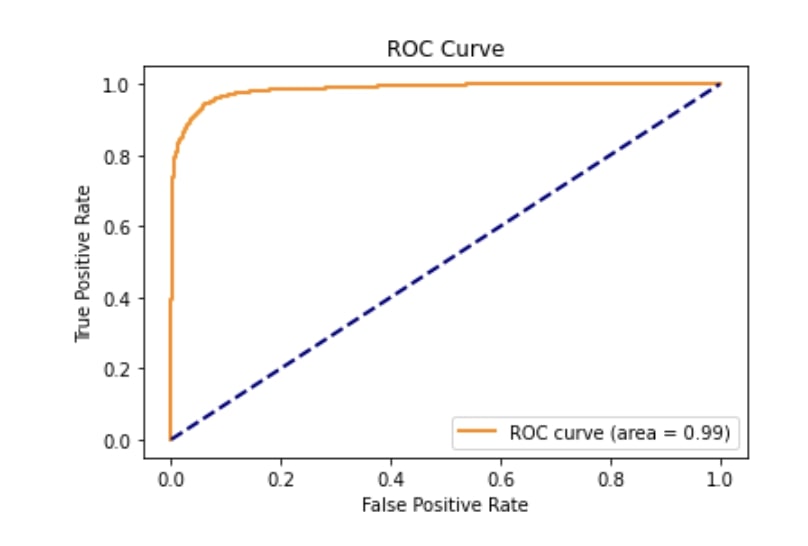 ROC Curve
1.0
0.8
0.6
0.4
0.2
0.0
True Positive Rate
ROC curve (area = 0.99)
0.0 0.2 0.4 0.6 0.8 1.0
False Positive Rate